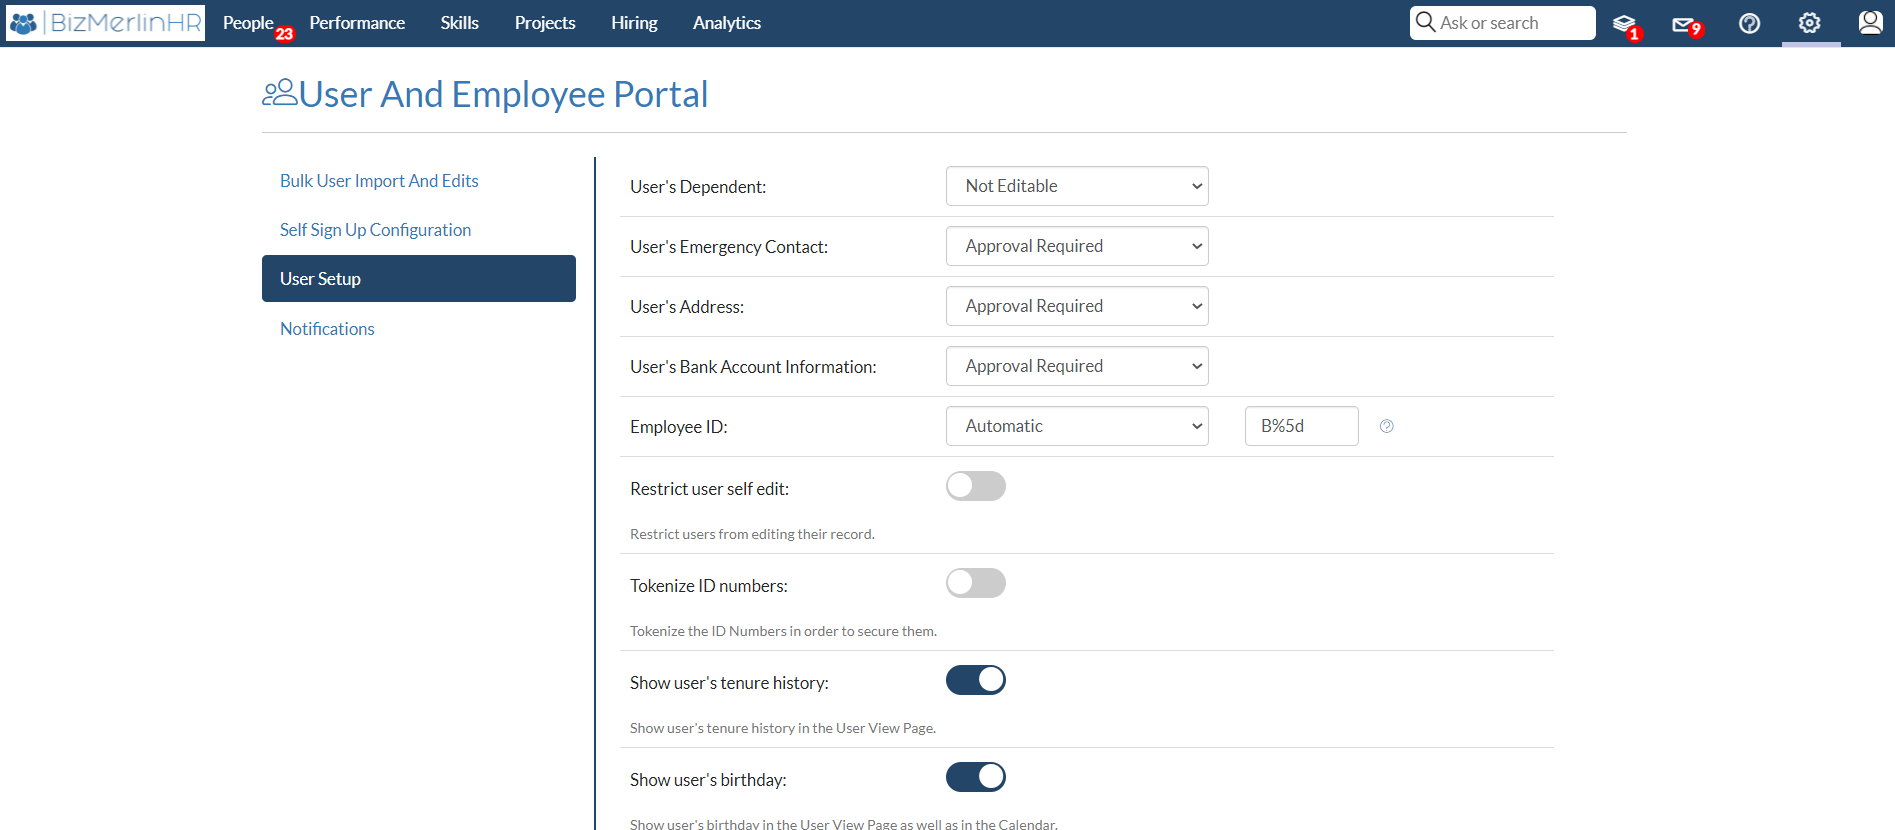 BizMerlinHR
People 23
Performance
Skills
Projects
Hiring
Analytics
Ask or search
1
9
User And Employee Portal
Bulk User Import And Edits
Self Sign Up Configuration
User Setup
Notifications
User's Dependent: Not Editable
User's Emergency Contact: Approval Required
User's Address: Approval Required
User's Bank Account Information: Approval Required
Employee ID: Automatic B%5d
Restrict user self edit:
Restrict users from editing their record.
Tokenize ID numbers:
Tokenize the ID Numbers in order to secure them.
Show user's tenure history:
Show user's tenure history in the User View Page.
Show user's birthday:
Show user's birthday in the User View Page as well as in the Calendar.